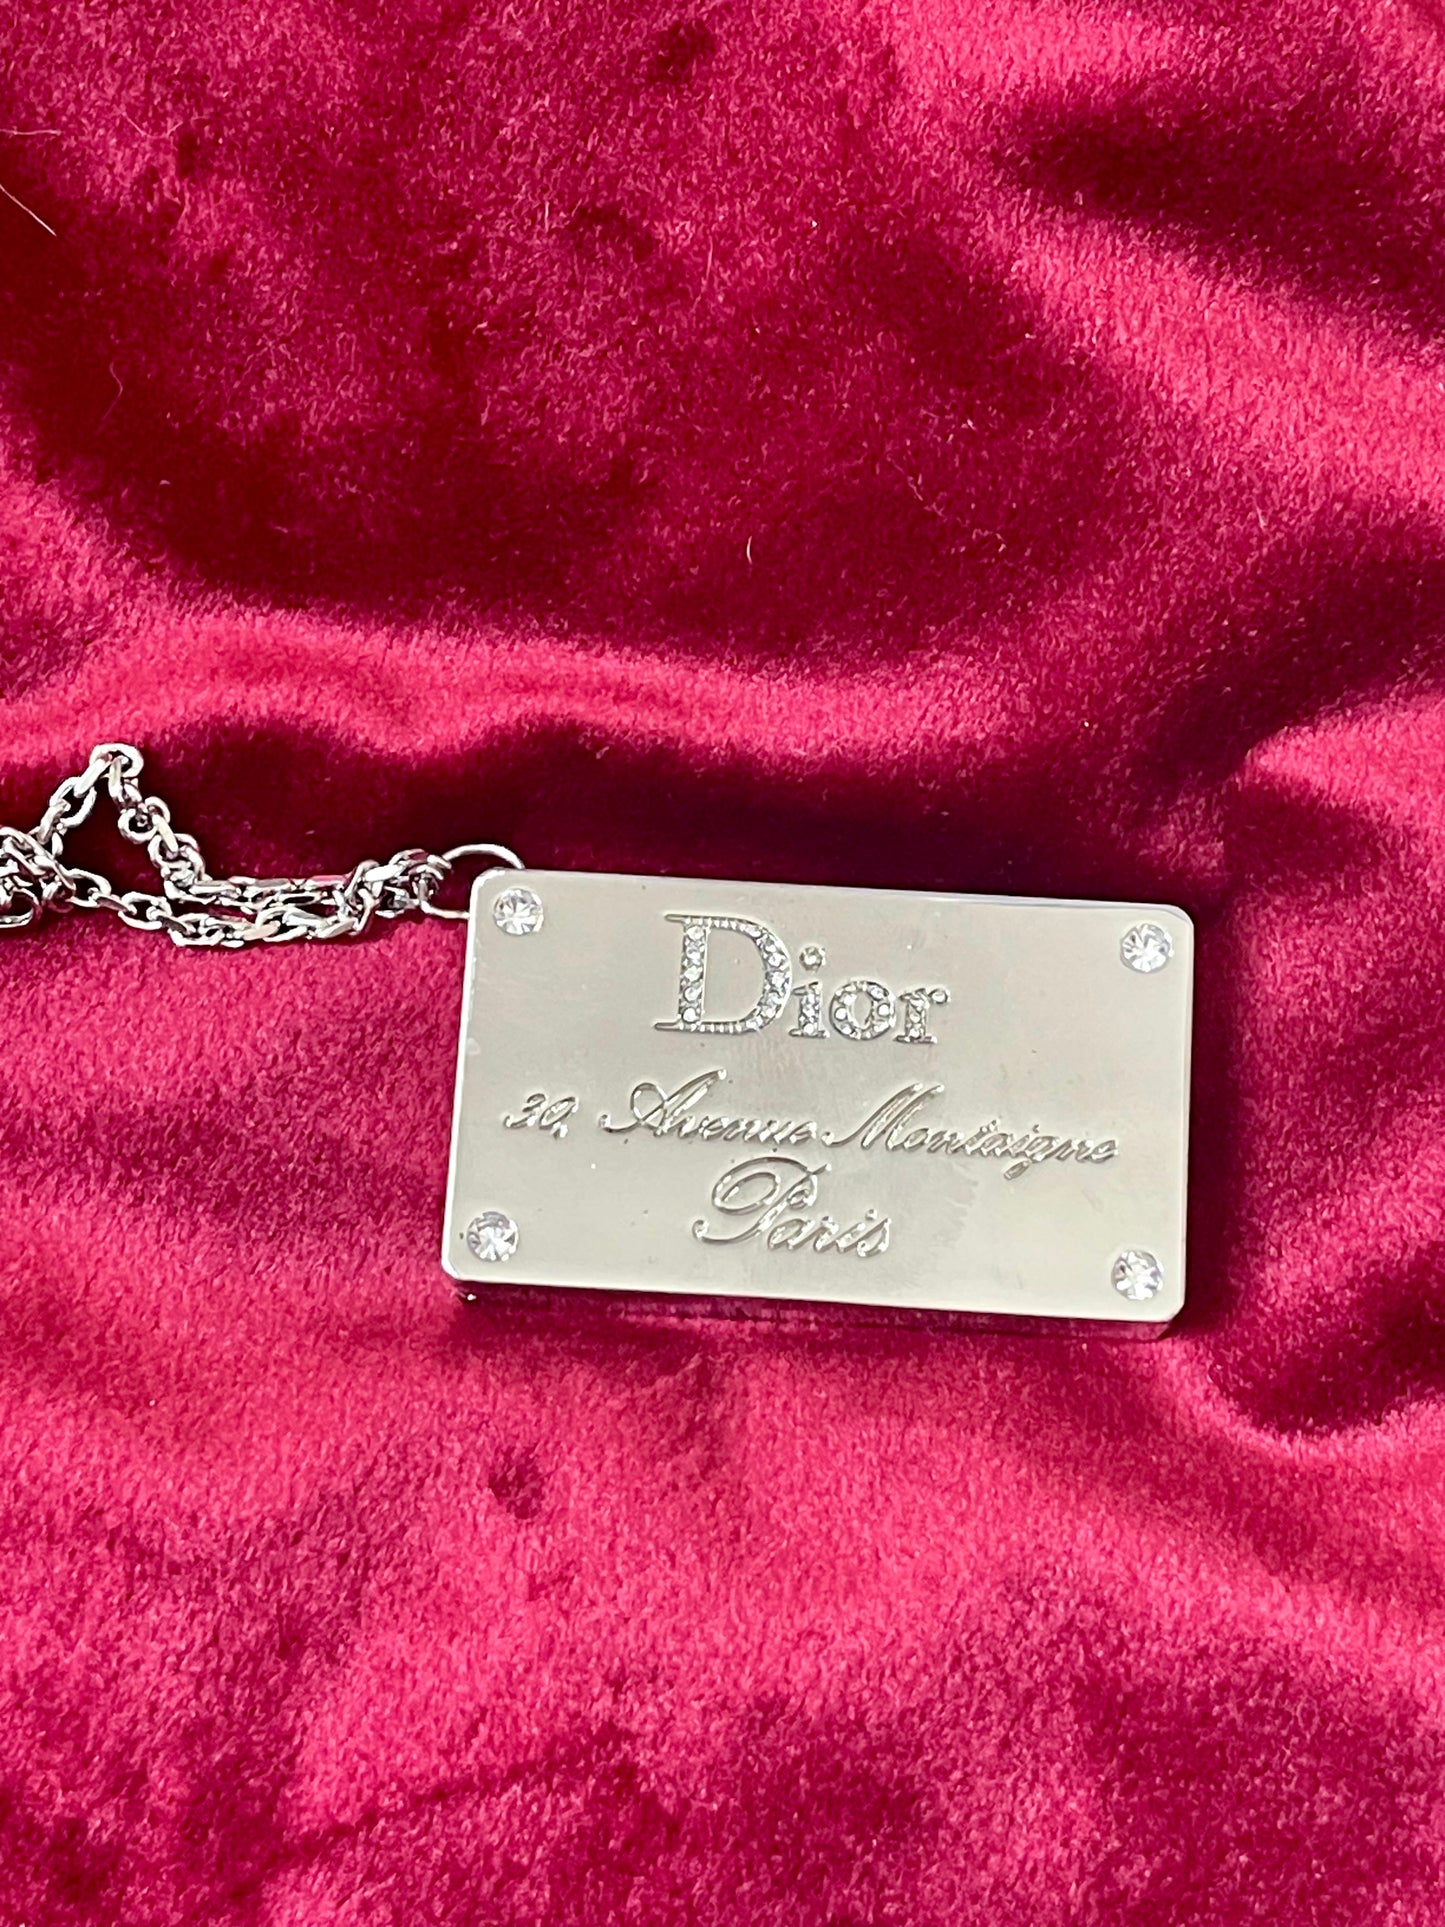 Dior
30, Avenue Montaigne
Paris